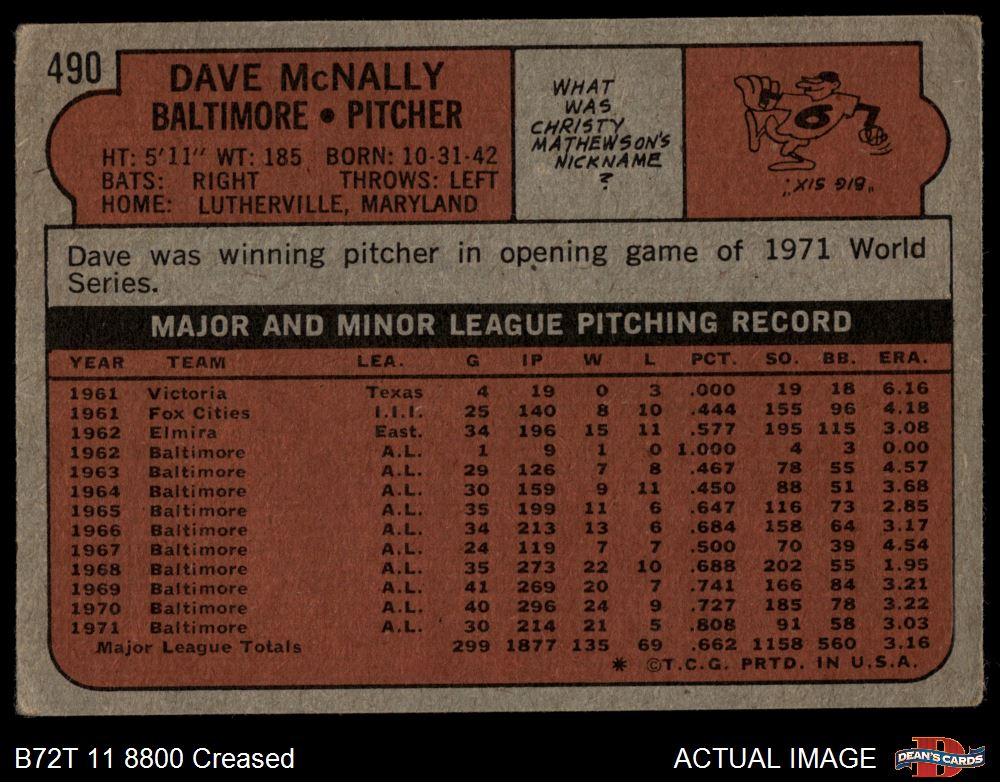 490
DAVE McNALLY
BALTIMORE • PITCHER
HT: 5'11" WT: 185 BORN: 10-31-42
BATS: RIGHT THROWS: LEFT
HOME: LUTHERVILLE, MARYLAND
WHAT
WAS
CHRISTY
MATHEWSON'S
NICKNAME
?
6
"BIG SIX."
Dave was winning pitcher in opening game of 1971 World
Series.
MAJOR AND MINOR LEAGUE PITCHING RECORD
YEAR TEAM LEA. G IP W L PCT. SO. BB. ERA.
1961 Victoria Texas 4 19 0 3 .000 19 18 6.16
1961 Fox Cities I.I.I. 25 140 8 10 .444 155 96 4.18
1962 Elmira East. 34 196 15 11 .577 195 115 3.08
1962 Baltimore A.L. 1 9 1 0 1.000 4 3 0.00
1963 Baltimore A.L. 29 126 7 8 .467 78 55 4.57
1964 Baltimore A.L. 30 159 9 11 .450 88 51 3.68
1965 Baltimore A.L. 35 199 11 6 .647 116 73 2.85
1966 Baltimore A.L. 34 213 13 6 .684 158 64 3.17
1967 Baltimore A.L. 24 119 7 7 .500 70 39 4.54
1968 Baltimore A.L. 35 273 22 10 .688 202 55 1.95
1969 Baltimore A.L. 41 269 20 7 .741 166 84 3.21
1970 Baltimore A.L. 40 296 24 9 .727 185 78 3.22
1971 Baltimore A.L. 30 214 21 5 .808 91 58 3.03
Major League Totals 299 1877 135 69 .662 1158 560 3.16
* ©T.C.G. PRTD. IN U.S.A.
B72T 11 8800 Creased
ACTUAL IMAGE
D
DEAN'S CARDS